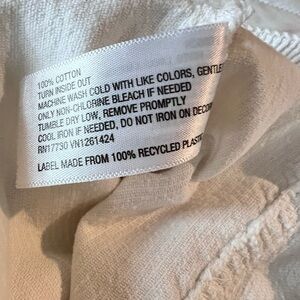 100% COTTON
TURN INSIDE OUT
MACHINE WASH COLD WITH LIKE COLORS, GENTLE
ONLY NON-CHLORINE BLEACH IF NEEDED
TUMBLE DRY LOW, REMOVE PROMPTLY
COOL IRON IF NEEDED, DO NOT IRON ON DECOR
RN17730 VN1261424
LABEL MADE FROM 100% RECYCLED PLASTIC